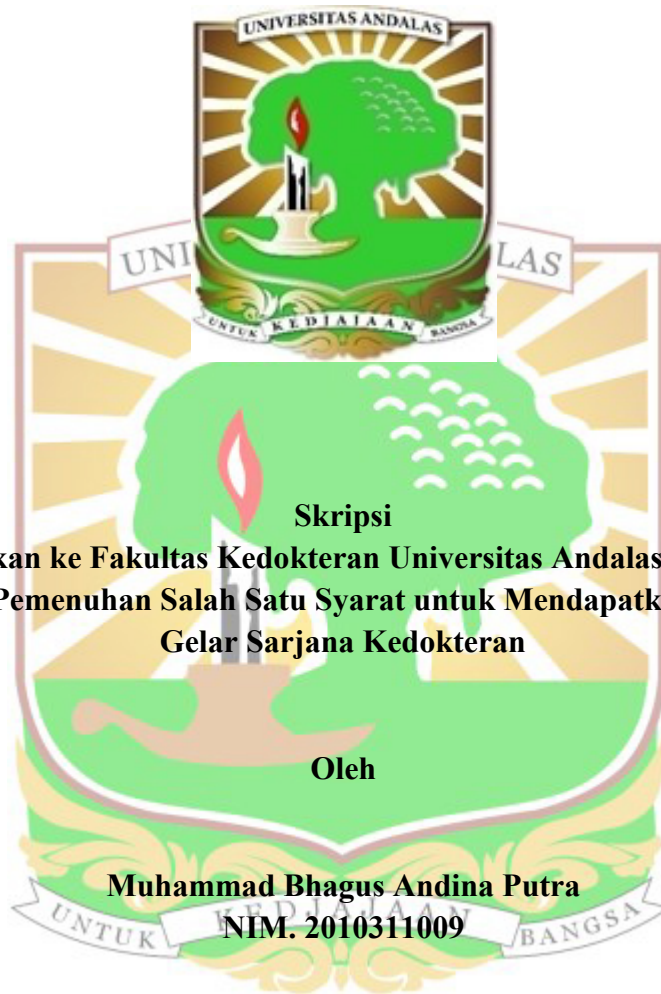 UNIVERSITAS ANDALAS
UNTUK KEDJAJAAN BANGSA
UNI LAS
Skripsi
kan ke Fakultas Kedokteran Universitas Andalas
Pemenuhan Salah Satu Syarat untuk Mendapatk
Gelar Sarjana Kedokteran
Oleh
Muhammad Bhagus Andina Putra
NIM. 2010311009
UNTUK KEDJAJAAN BANGSA